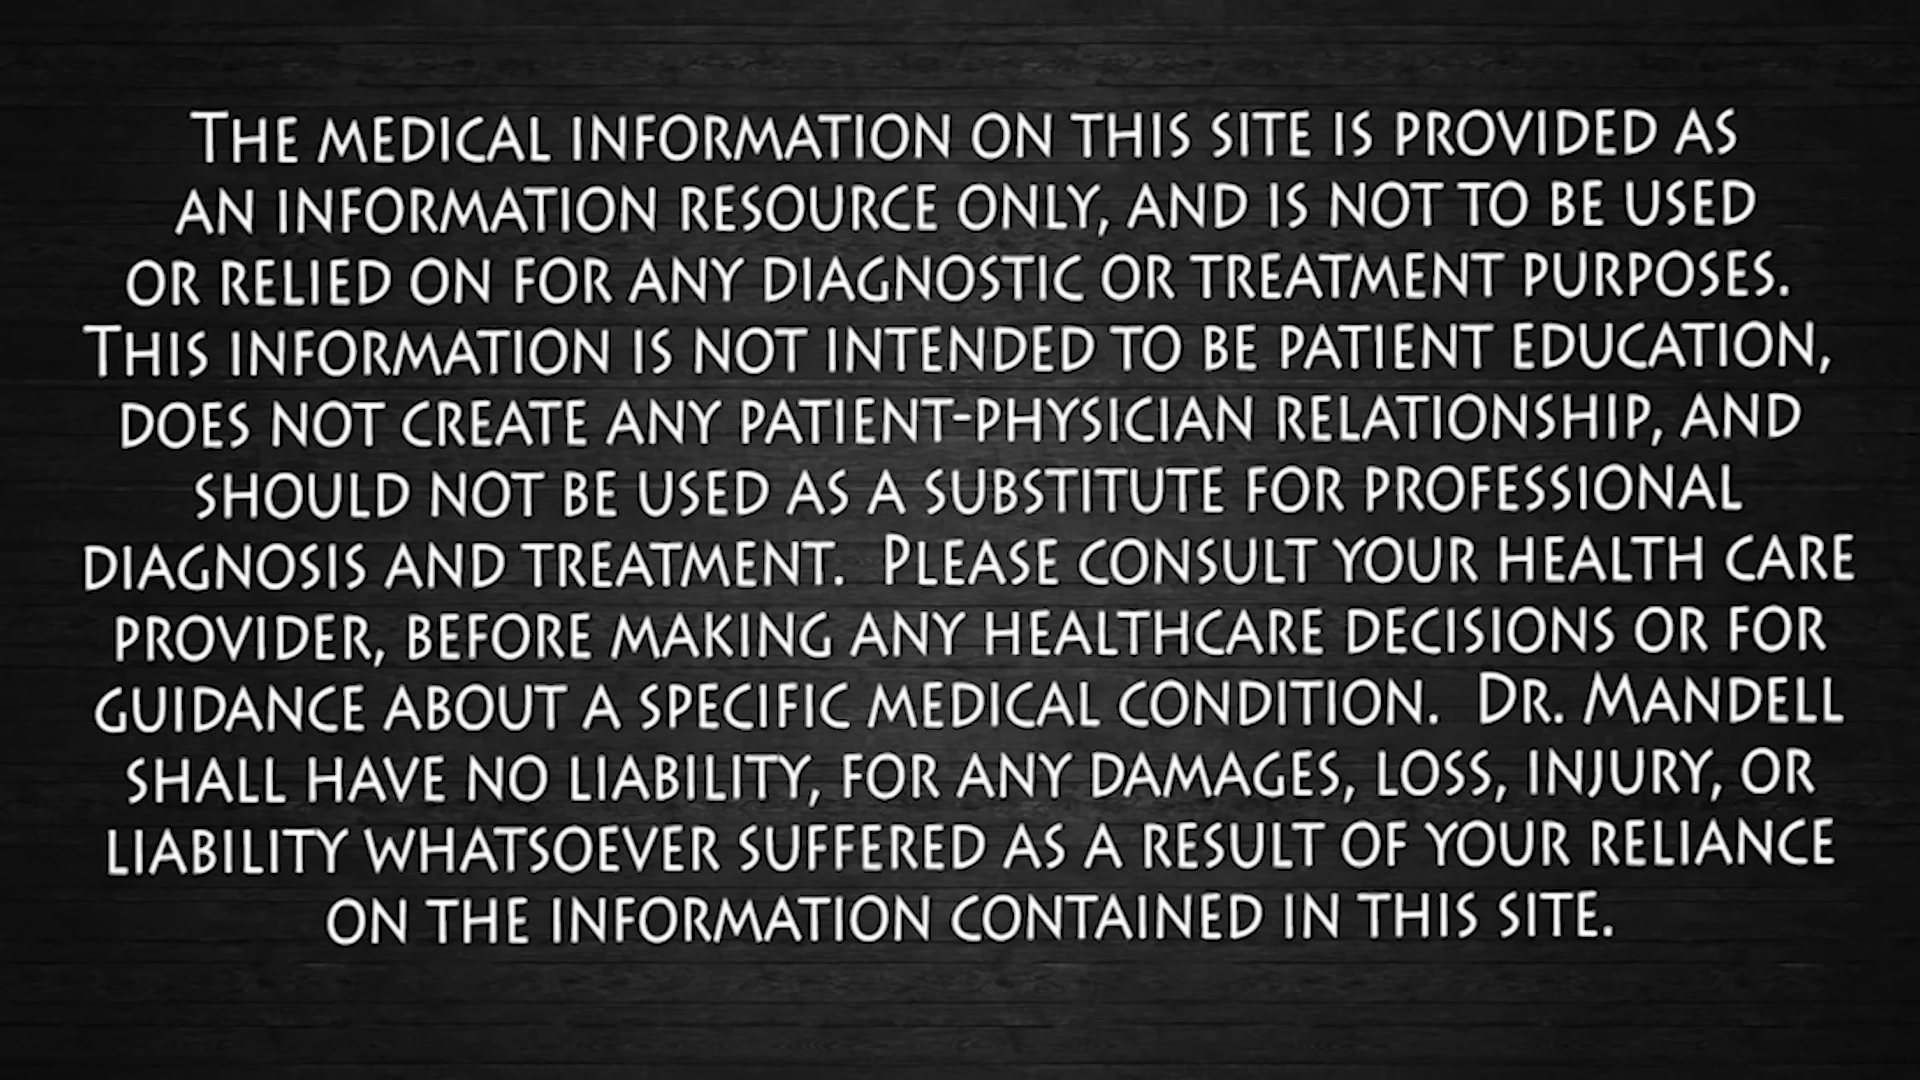 The medical information on this site is provided as
an information resource only, and is not to be used
or relied on for any diagnostic or treatment purposes.
This information is not intended to be patient education,
does not create any patient-physician relationship, and
should not be used as a substitute for professional
diagnosis and treatment.  Please consult your health care
provider, before making any healthcare decisions or for
guidance about a specific medical condition.  Dr. Mandell
shall have no liability, for any damages, loss, injury, or
liability whatsoever suffered as a result of your reliance
on the information contained in this site.